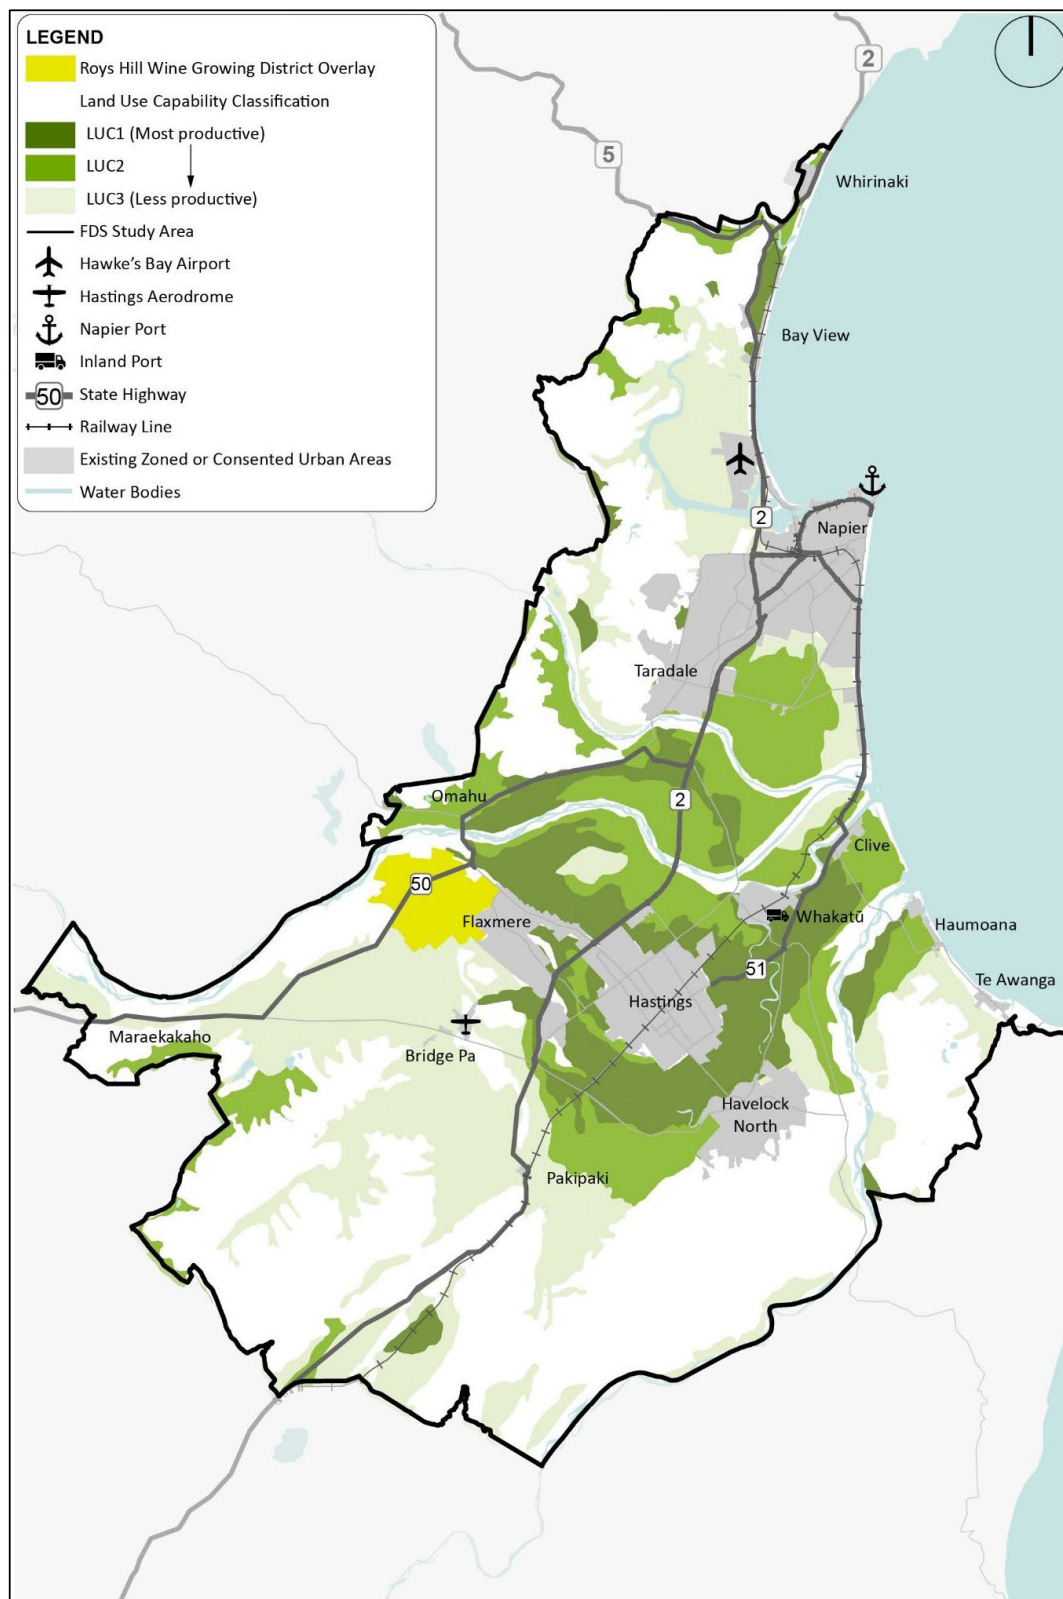 LEGEND
Roys Hill Wine Growing District Overlay
Land Use Capability Classification
LUC1 (Most productive)
LUC2
LUC3 (Less productive)
FDS Study Area
Hawke's Bay Airport
Hastings Aerodrome
Napier Port
Inland Port
50 State Highway
Railway Line
Existing Zoned or Consented Urban Areas
Water Bodies
2
5
Whirinaki
Bay View
2
Napier
Taradale
Omahu
2
Clive
50
Flaxmere
Whakatū
Haumoana
51
Te Awanga
Hastings
Maraekakaho
Bridge Pa
Havelock
North
Pakipaki